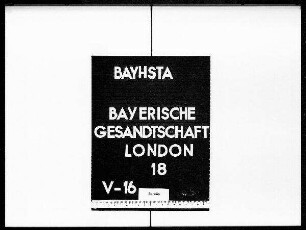 BAYHSTA
BAYERISCHE
GESANDTSCHAFT
LONDON
18
V-16